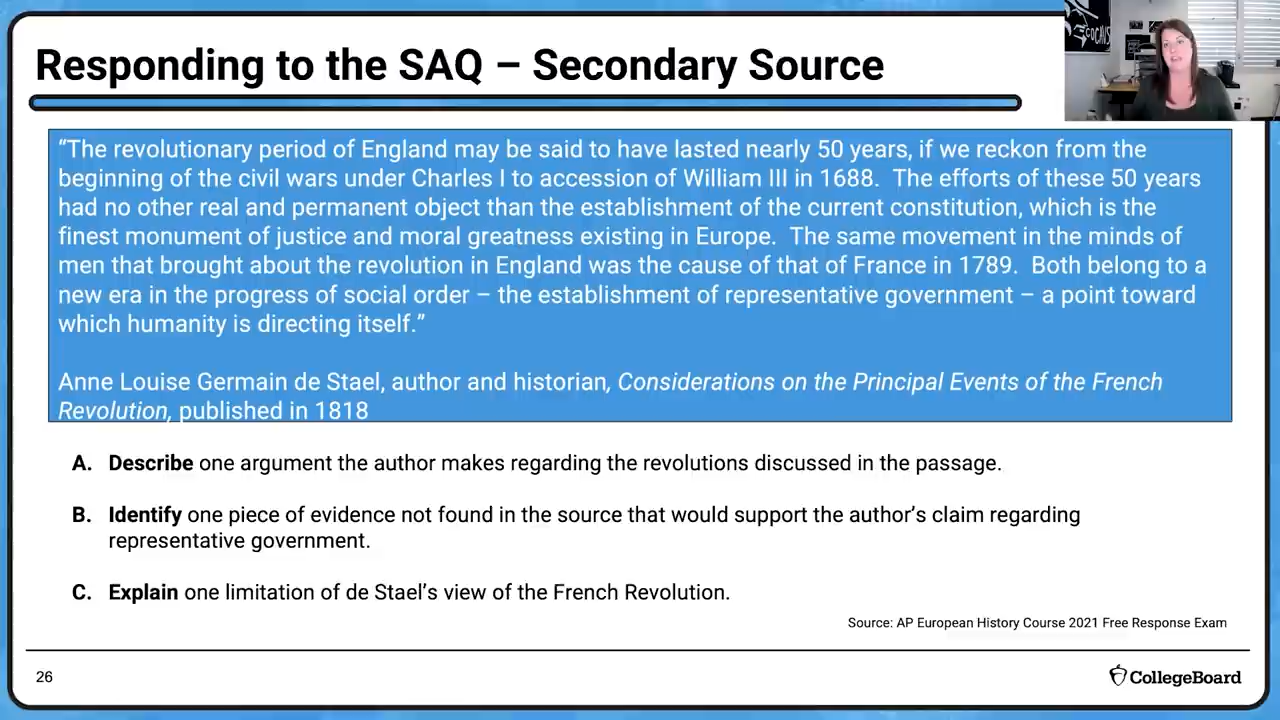 Responding to the SAQ – Secondary Source
“The revolutionary period of England may be said to have lasted nearly 50 years, if we reckon from the
beginning of the civil wars under Charles I to accession of William III in 1688.  The efforts of these 50 years
had no other real and permanent object than the establishment of the current constitution, which is the
finest monument of justice and moral greatness existing in Europe.  The same movement in the minds of
men that brought about the revolution in England was the cause of that of France in 1789.  Both belong to a
new era in the progress of social order – the establishment of representative government – a point toward
which humanity is directing itself.”
Anne Louise Germain de Stael, author and historian, Considerations on the Principal Events of the French
Revolution, published in 1818
A. Describe one argument the author makes regarding the revolutions discussed in the passage.
B. Identify one piece of evidence not found in the source that would support the author’s claim regarding
representative government.
C. Explain one limitation of de Stael’s view of the French Revolution.
Source: AP European History Course 2021 Free Response Exam
26
CollegeBoard